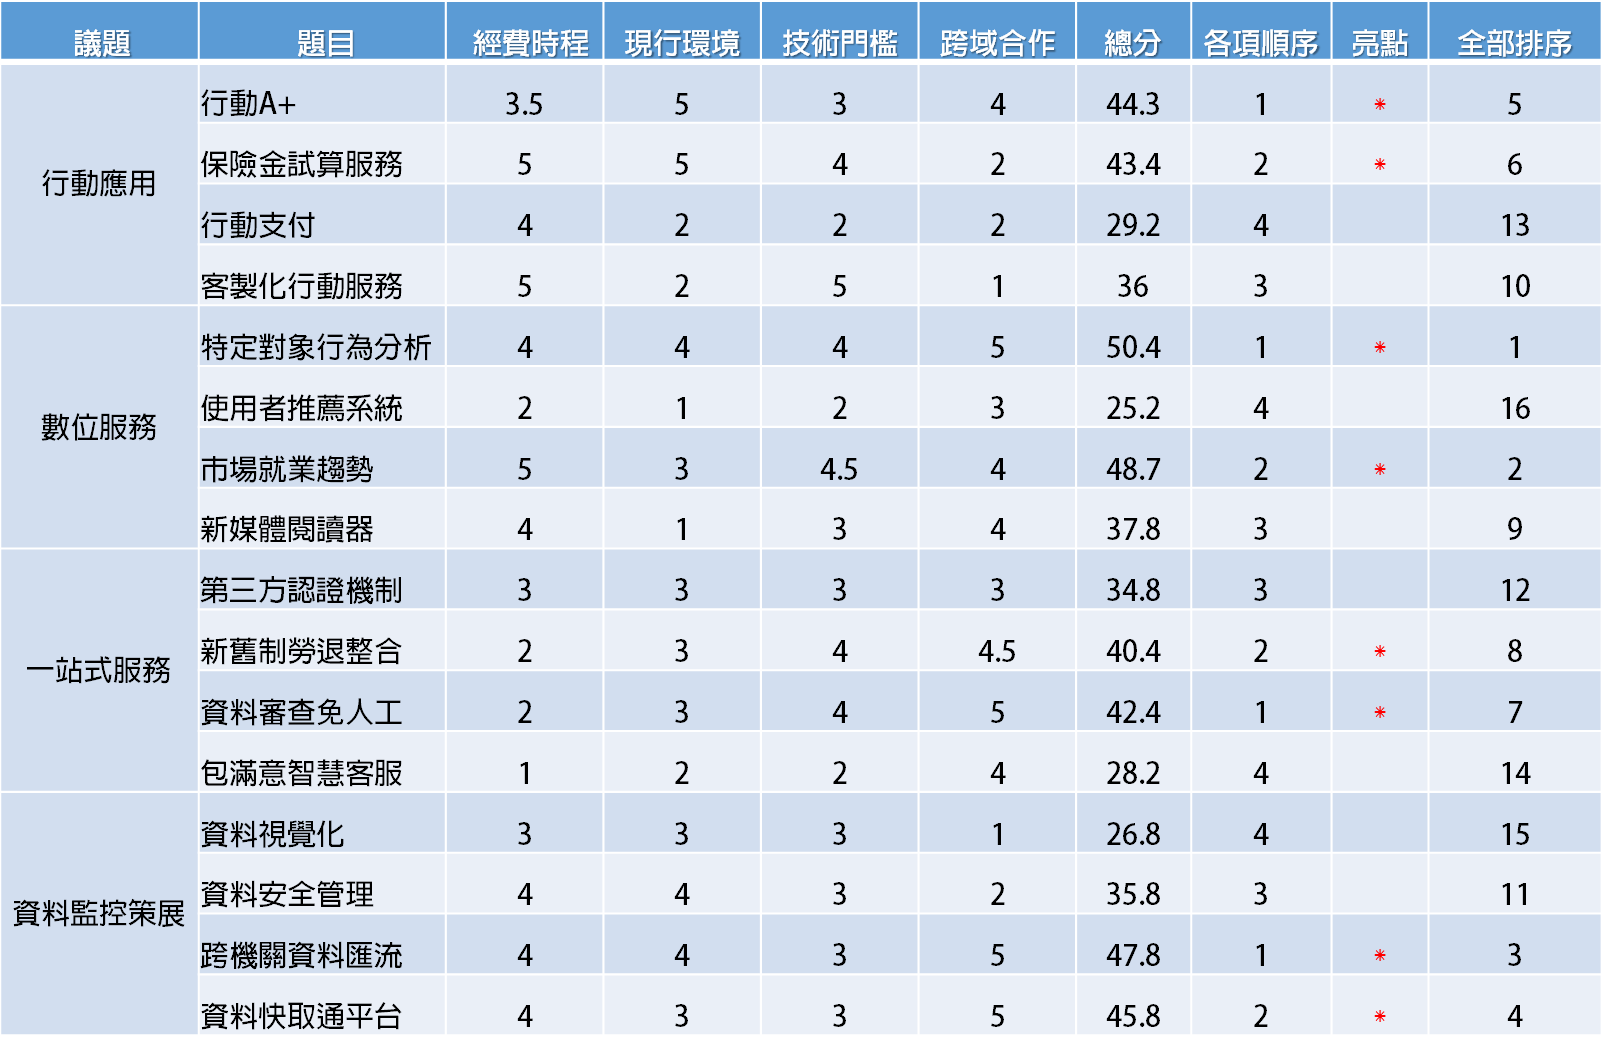 議題 題目 經費時程 現行環境 技術門檻 跨域合作 總分 各項順序 亮點 全部排序
行動應用
行動A+ 3.5 5 3 4 44.3 1 * 5
保險金試算服務 5 5 4 2 43.4 2 * 6
行動支付 4 2 2 2 29.2 4 13
客製化行動服務 5 2 5 1 36 3 10
數位服務
特定對象行為分析 4 4 4 5 50.4 1 * 1
使用者推薦系統 2 1 2 3 25.2 4 16
市場就業趨勢 5 3 4.5 4 48.7 2 * 2
新媒體閱讀器 4 1 3 4 37.8 3 9
一站式服務
第三方認證機制 3 3 3 3 34.8 3 12
新舊制勞退整合 2 3 4 4.5 40.4 2 * 8
資料審查免人工 2 3 4 5 42.4 1 * 7
包滿意智慧客服 1 2 2 4 28.2 4 14
資料監控策展
資料視覺化 3 3 3 1 26.8 4 15
資料安全管理 4 4 3 2 35.8 3 11
跨機關資料匯流 4 4 3 5 47.8 1 * 3
資料快取通平台 4 3 3 5 45.8 2 * 4